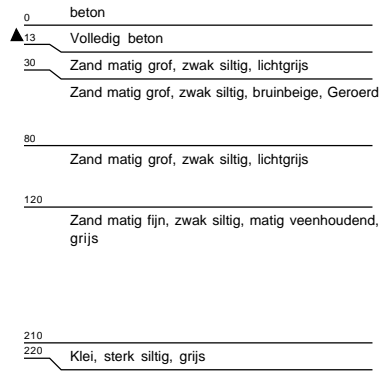 beton
0
Volledig beton
13
Zand matig grof, zwak siltig, lichtgrijs
30
Zand matig grof, zwak siltig, bruinbeige, Geroerd
80
Zand matig grof, zwak siltig, lichtgrijs
120
Zand matig fijn, zwak siltig, matig veenhoudend,
grijs
210
220
Klei, sterk siltig, grijs